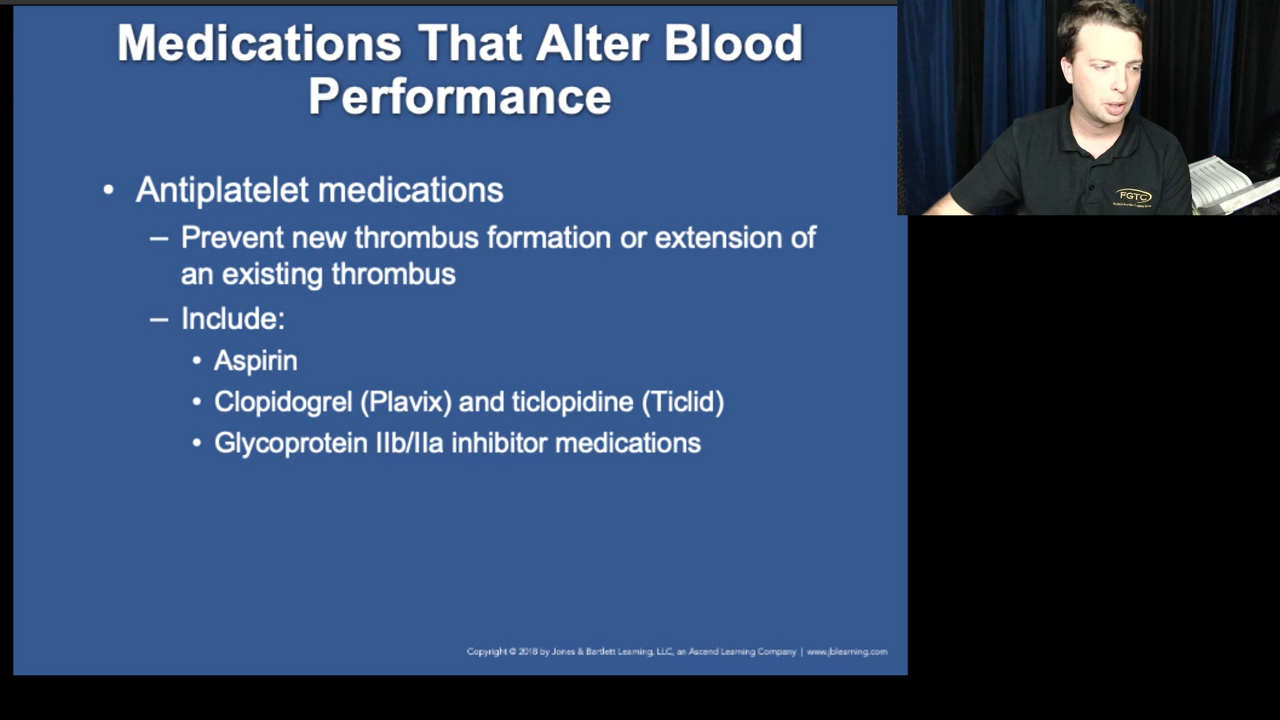 Medications That Alter Blood
Performance
• Antiplatelet medications
– Prevent new thrombus formation or extension of
an existing thrombus
– Include:
• Aspirin
• Clopidogrel (Plavix) and ticlopidine (Ticlid)
• Glycoprotein IIb/IIa inhibitor medications
Copyright © 2018 by Jones & Bartlett Learning, LLC, an Ascend Learning Company | www.jblearning.com
FGTC